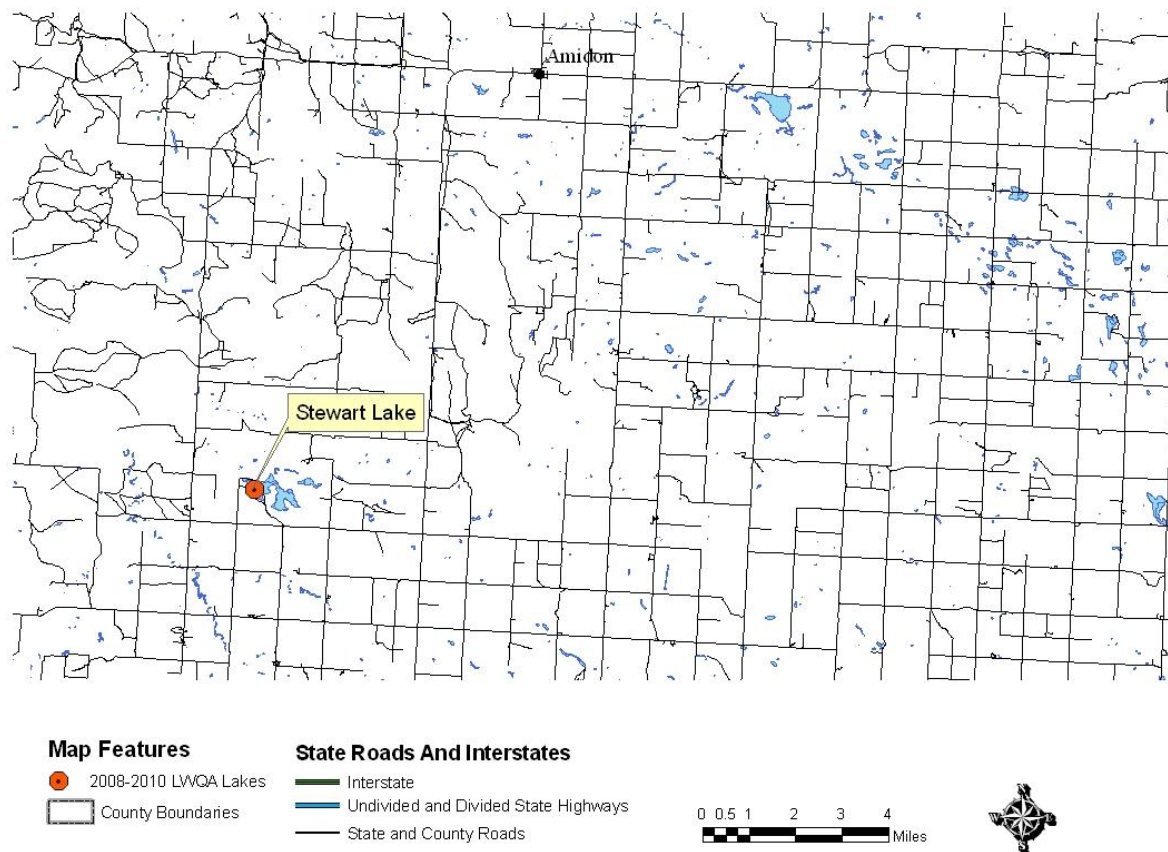 Amidon
Stewart Lake
Map Features
2008-2010 LWQA Lakes
County Boundaries
State Roads And Interstates
Interstate
Undivided and Divided State Highways
State and County Roads
0 0.5 1 2 3 4
Miles
N
W E
S